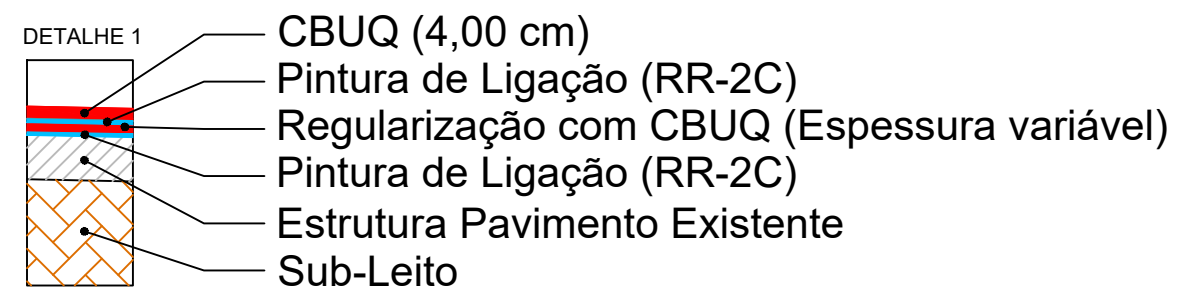 DETALHE 1
CBUQ (4,00 cm)
Pintura de Ligação (RR-2C)
Regularização com CBUQ (Espessura variável)
Pintura de Ligação (RR-2C)
Estrutura Pavimento Existente
Sub-Leito